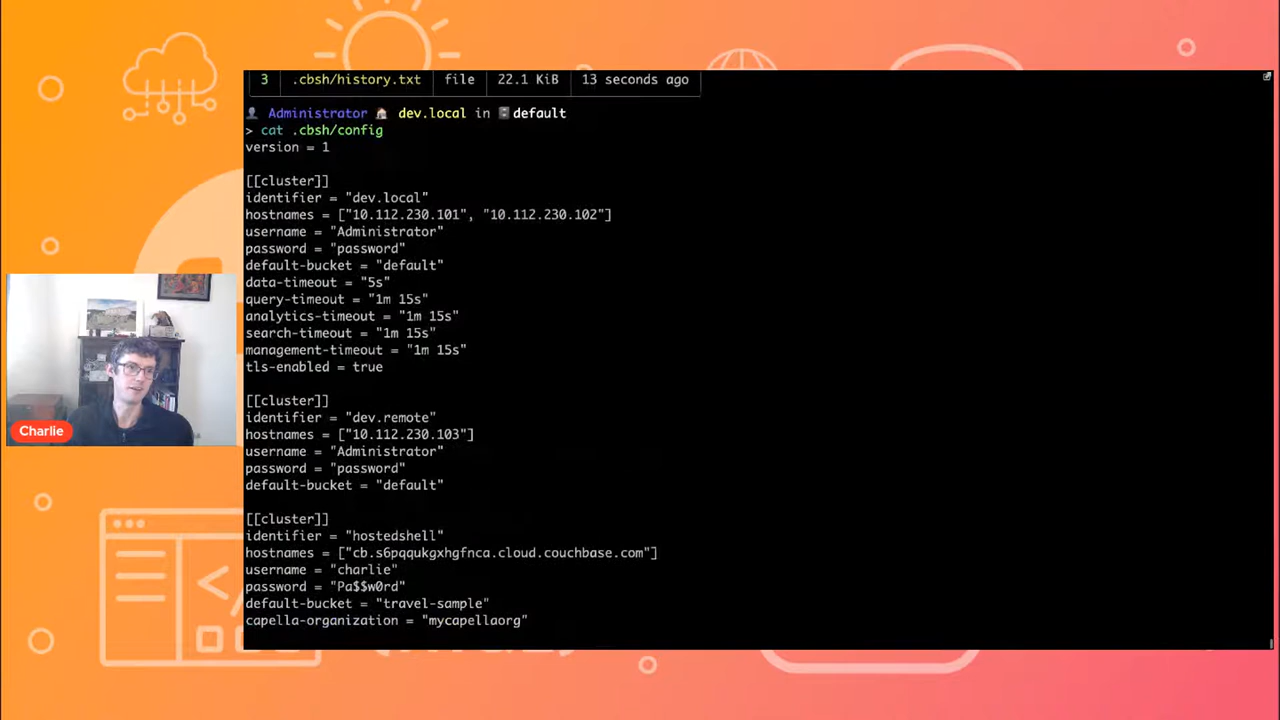 3 .cbsh/history.txt file 22.1 KiB 13 seconds ago
Administrator dev.local in default
> cat .cbsh/config
version = 1
[[cluster]]
identifier = "dev.local"
hostnames = ["10.112.230.101", "10.112.230.102"]
username = "Administrator"
password = "password"
default-bucket = "default"
data-timeout = "5s"
query-timeout = "1m 15s"
analytics-timeout = "1m 15s"
search-timeout = "1m 15s"
management-timeout = "1m 15s"
tls-enabled = true
[[cluster]]
identifier = "dev.remote"
hostnames = ["10.112.230.103"]
username = "Administrator"
password = "password"
default-bucket = "default"
[[cluster]]
identifier = "hostedshell"
hostnames = ["cb.s6pqqukgxhgfnca.cloud.couchbase.com"]
username = "charlie"
password = "Pa$$w0rd"
default-bucket = "travel-sample"
capella-organization = "mycapellaorg"
Charlie